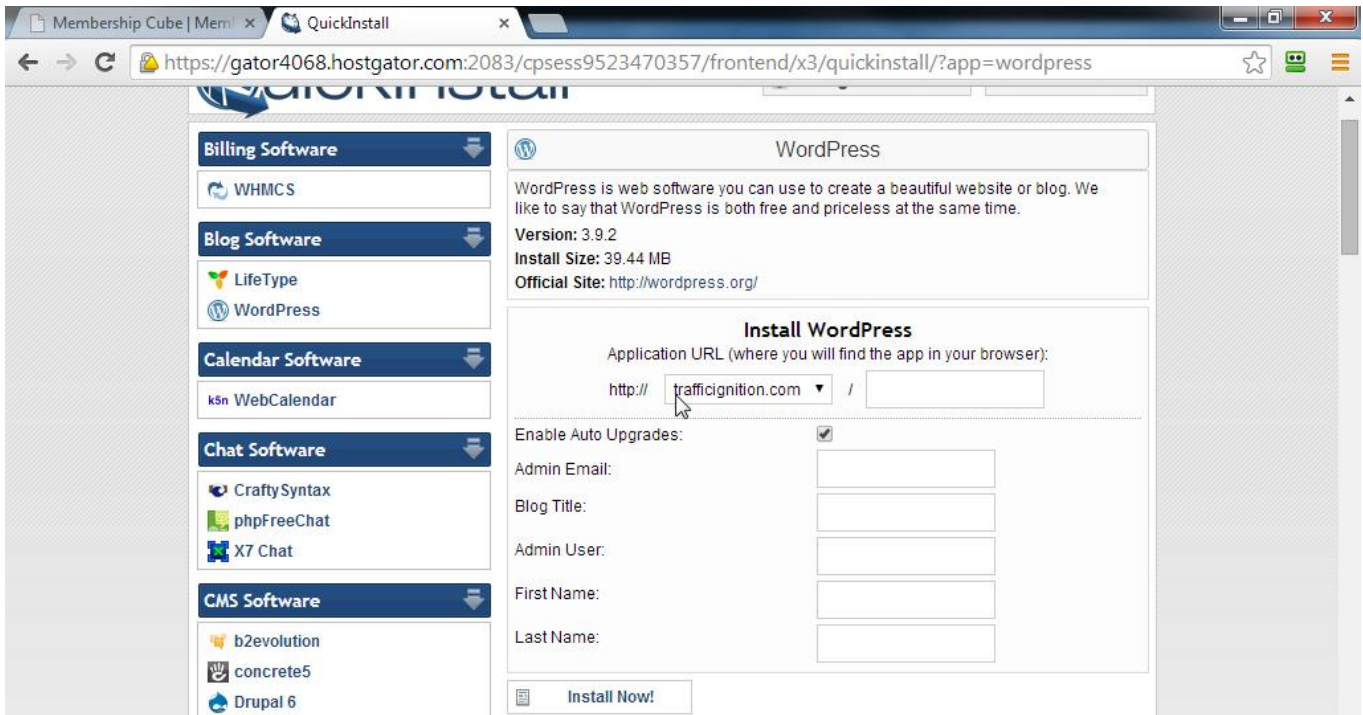 Membership Cube | Mem
QuickInstall
https://gator4068.hostgator.com:2083/cpsess9523470357/frontend/x3/quickinstall/?app=wordpress
QuickInstall
Billing Software
WHMCS
Blog Software
LifeType
WordPress
Calendar Software
k5n WebCalendar
Chat Software
CraftySyntax
phpFreeChat
X7 Chat
CMS Software
b2evolution
concrete5
Drupal 6
WordPress
WordPress is web software you can use to create a beautiful website or blog. We
like to say that WordPress is both free and priceless at the same time.
Version: 3.9.2
Install Size: 39.44 MB
Official Site: http://wordpress.org/
Install WordPress
Application URL (where you will find the app in your browser):
http:// trafficignition.com /
Enable Auto Upgrades:
Admin Email:
Blog Title:
Admin User:
First Name:
Last Name:
Install Now!